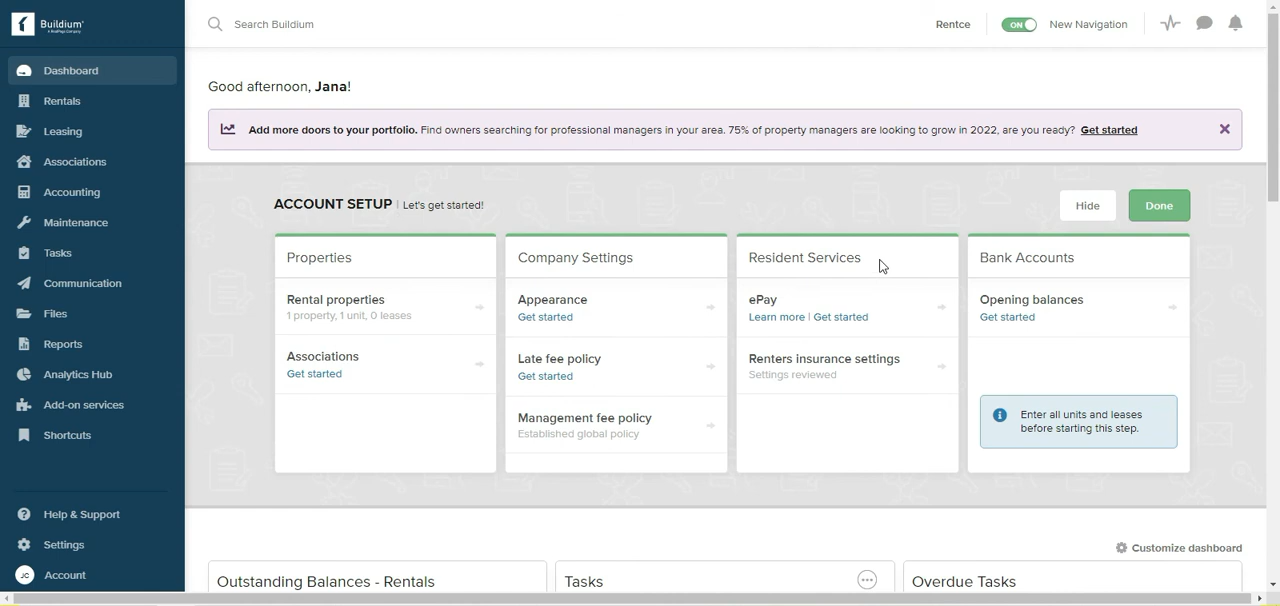 Buildium®
A RealPage Company
Search Buildium
Rentce
ON
New Navigation
Dashboard
Rentals
Leasing
Associations
Accounting
Maintenance
Tasks
Communication
Files
Reports
Analytics Hub
Add-on services
Shortcuts
Help & Support
Settings
JC
Account
Good afternoon, Jana!
Add more doors to your portfolio. Find owners searching for professional managers in your area. 75% of property managers are looking to grow in 2022, are you ready? Get started
ACCOUNT SETUP | Let's get started!
Hide
Done
Properties
Rental properties
1 property, 1 unit, 0 leases
Associations
Get started
Company Settings
Appearance
Get started
Late fee policy
Get started
Management fee policy
Established global policy
Resident Services
ePay
Learn more | Get started
Renters insurance settings
Settings reviewed
Bank Accounts
Opening balances
Get started
Enter all units and leases
before starting this step.
Customize dashboard
Outstanding Balances - Rentals
Tasks
Overdue Tasks